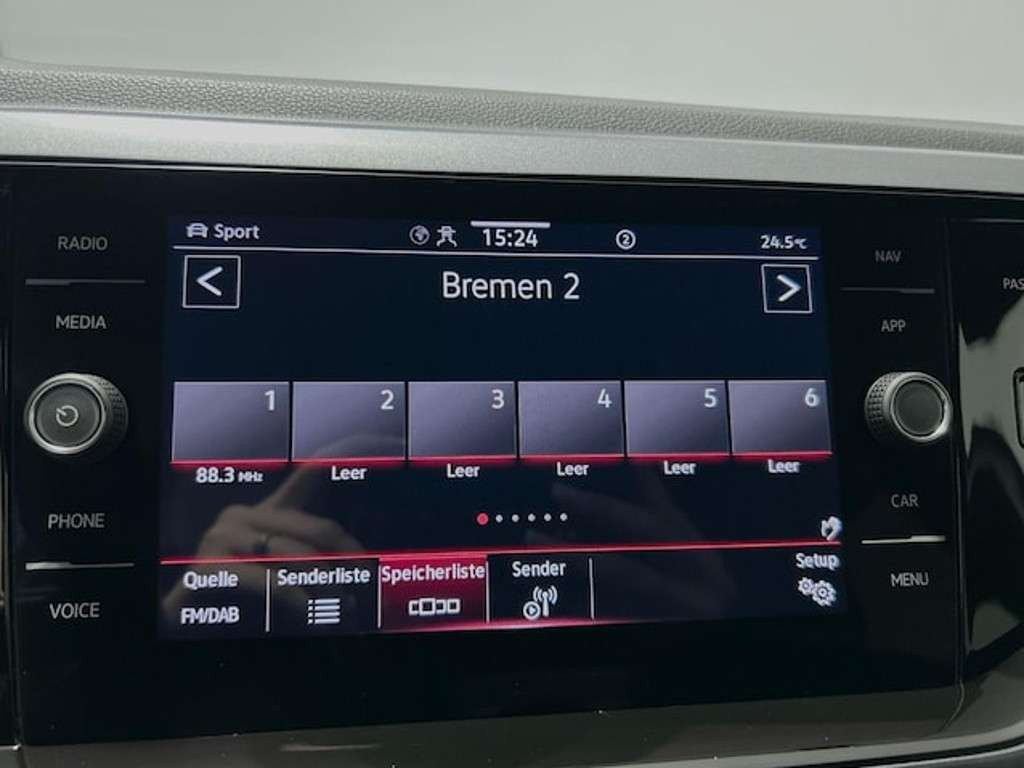 RADIO
MEDIA
PHONE
VOICE
Sport
15:24
2
24.5°C
Bremen 2
1
2
3
4
5
6
88.3 MHz
Leer
Leer
Leer
Leer
Leer
Quelle
FM/DAB
Senderliste
Speicherliste
Sender
Setup
NAV
APP
CAR
MENU
PAS